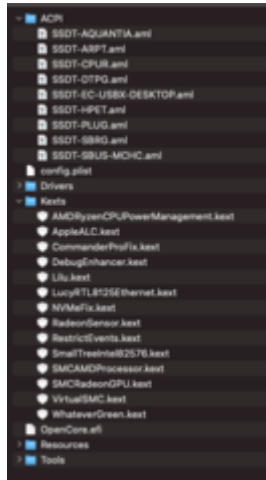 ACPI
SSDT-AQUANTIA.aml
SSDT-ARPT.aml
SSDT-CPUR.aml
SSDT-DTPG.aml
SSDT-EC-USBX-DESKTOP.aml
SSDT-HPET.aml
SSDT-PLUG.aml
SSDT-SBRG.aml
SSDT-SBUS-MCHC.aml
config.plist
Drivers
Kexts
AMDRyzenCPUPowerManagement.kext
AppleALC.kext
CommanderProFix.kext
DebugEnhancer.kext
Lilu.kext
LucyRTL8125Ethernet.kext
NVMeFix.kext
RadeonSensor.kext
RestrictEvents.kext
SmallTreeIntel82576.kext
SMCAMDProcessor.kext
SMCRadeonGPU.kext
VirtualSMC.kext
WhateverGreen.kext
OpenCore.efi
Resources
Tools